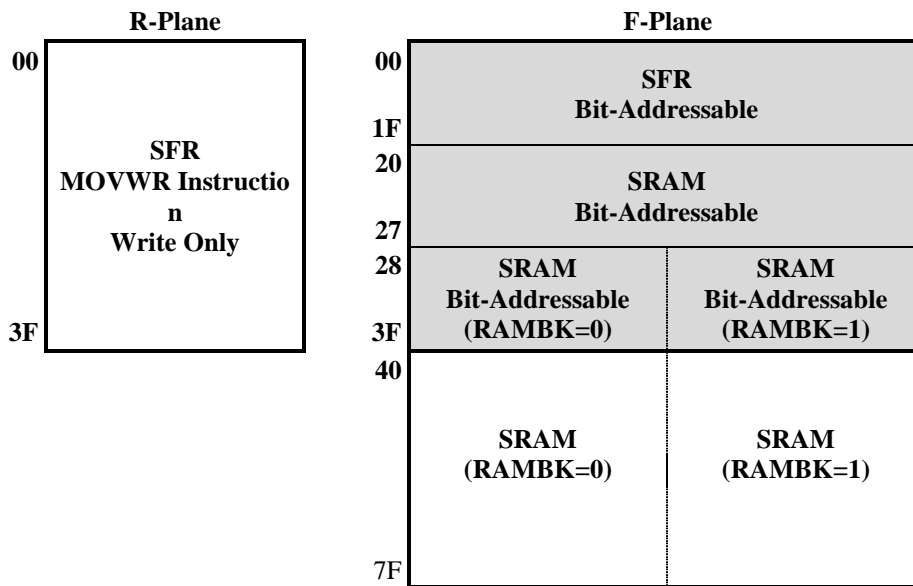 R-Plane
00
SFR
MOVWR Instructio
n
Write Only
3F
F-Plane
00
SFR
Bit-Addressable
1F
20
SRAM
Bit-Addressable
27
28
SRAM
Bit-Addressable
(RAMBK=0)
SRAM
Bit-Addressable
(RAMBK=1)
3F
40
SRAM
(RAMBK=0)
SRAM
(RAMBK=1)
7F